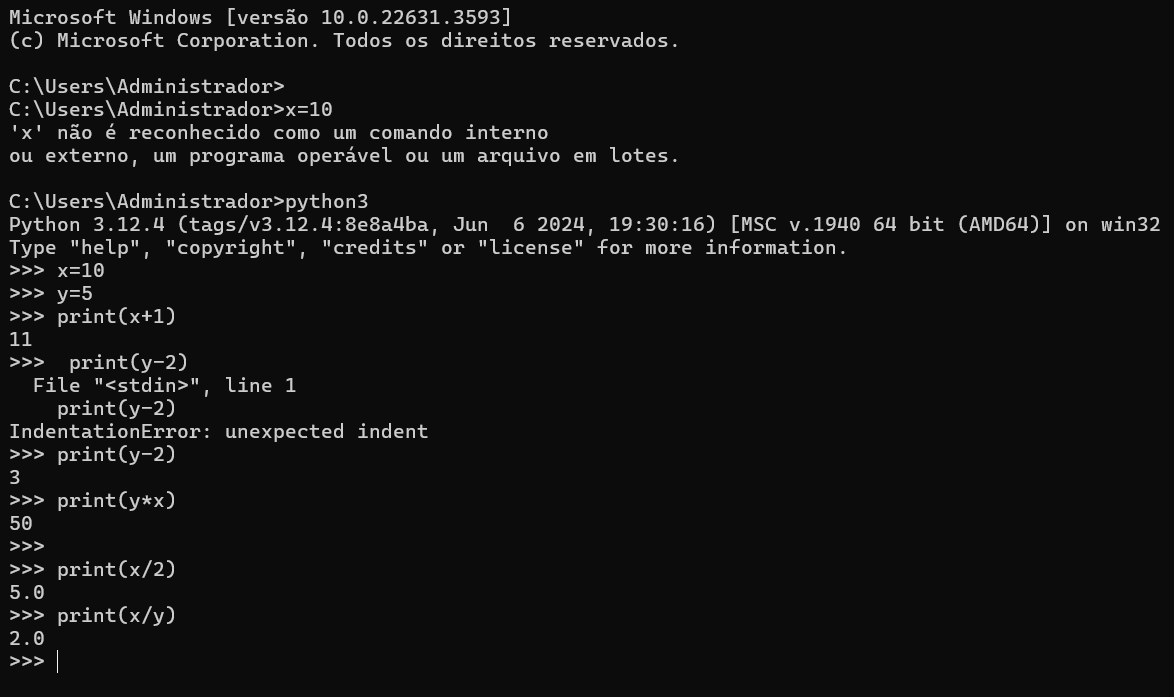 Microsoft Windows [versão 10.0.22631.3593]
(c) Microsoft Corporation. Todos os direitos reservados.
C:\Users\Administrador>
C:\Users\Administrador>x=10
'x' não é reconhecido como um comando interno
ou externo, um programa operável ou um arquivo em lotes.
C:\Users\Administrador>python3
Python 3.12.4 (tags/v3.12.4:8e8a4ba, Jun  6 2024, 19:30:16) [MSC v.1940 64 bit (AMD64)] on win32
Type "help", "copyright", "credits" or "license" for more information.
>>> x=10
>>> y=5
>>> print(x+1)
11
>>>  print(y-2)
  File "<stdin>", line 1
    print(y-2)
IndentationError: unexpected indent
>>> print(y-2)
3
>>> print(y*x)
50
>>>
>>> print(x/2)
5.0
>>> print(x/y)
2.0
>>>